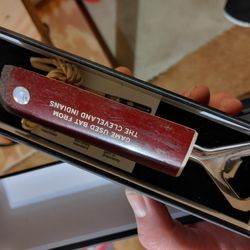 GAME USED BAT FROM
THE CLEVELAND INDIANS